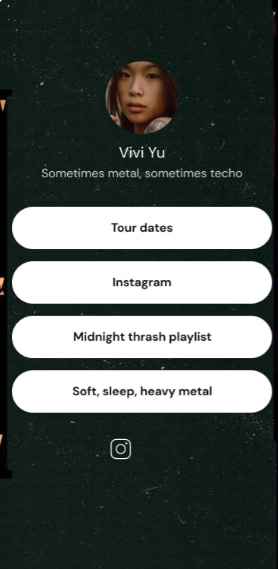 Vivi Yu
Sometimes metal, sometimes techo
Tour dates
Instagram
Midnight thrash playlist
Soft, sleep, heavy metal